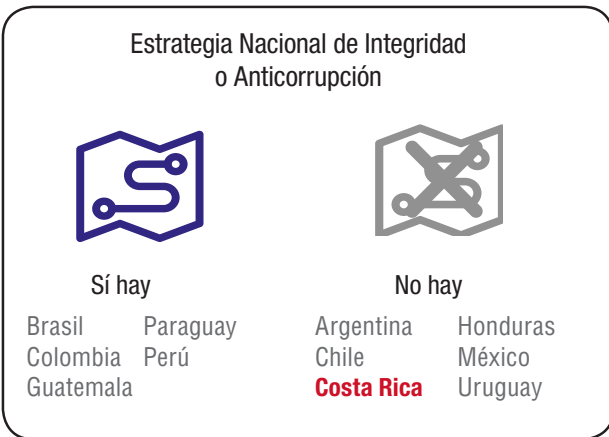 Estrategia Nacional de Integridad
o Anticorrupción
Sí hay
Brasil Paraguay
Colombia Perú
Guatemala
No hay
Argentina Honduras
Chile México
Costa Rica Uruguay